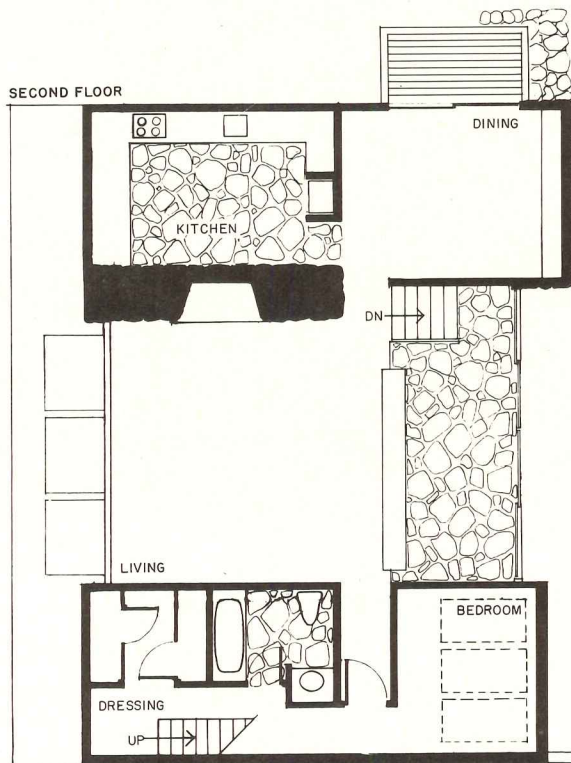 SECOND FLOOR
DINING
KITCHEN
DN
LIVING
BEDROOM
DRESSING
UP